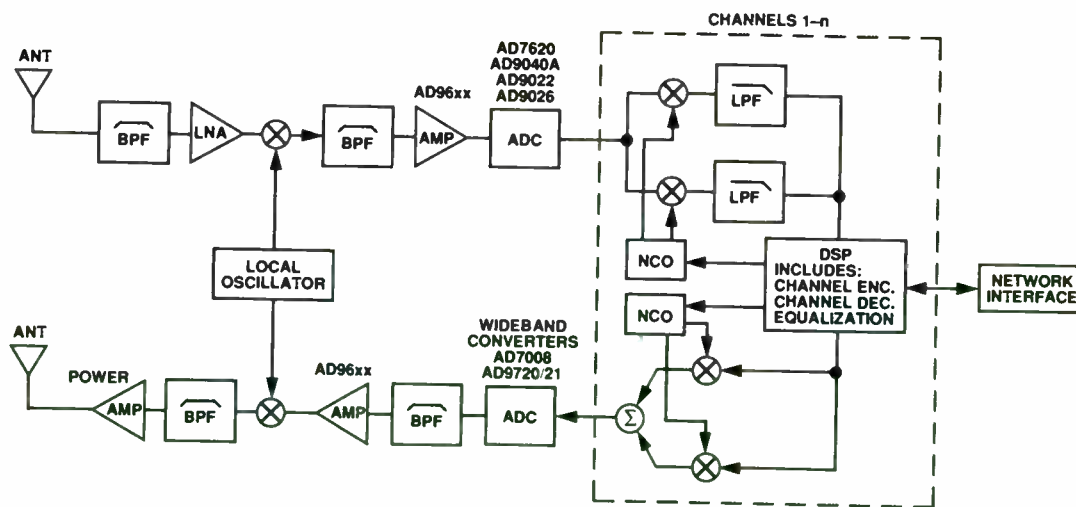 CHANNELS 1–n
ANT
BPF
LNA
BPF
AD96xx
AMP
AD7620
AD9040A
AD9022
AD9026
ADC
LPF
LPF
NCO
NCO
DSP
INCLUDES:
CHANNEL ENC.
CHANNEL DEC.
EQUALIZATION
NETWORK
INTERFACE
LOCAL
OSCILLATOR
ANT
POWER
AMP
BPF
AD96xx
AMP
BPF
WIDEBAND
CONVERTERS
AD7008
AD9720/21
ADC
Σ